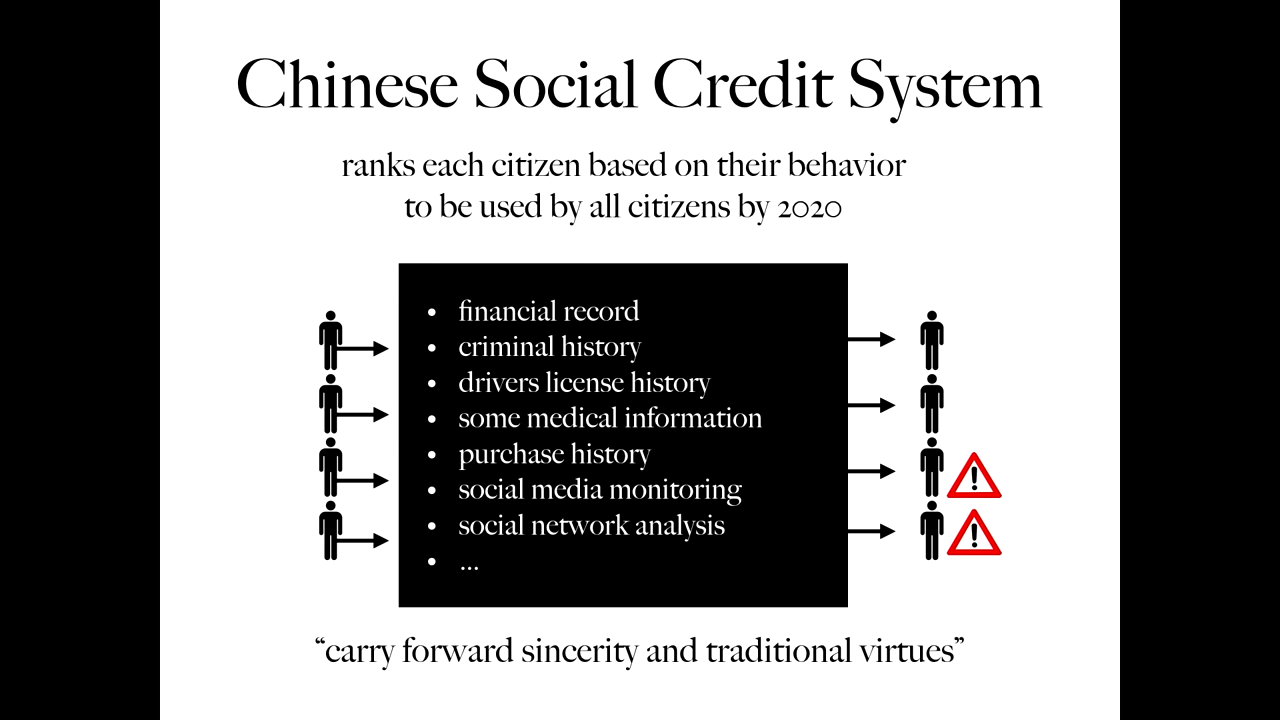 Chinese Social Credit System
ranks each citizen based on their behavior
to be used by all citizens by 2020
• financial record
• criminal history
• drivers license history
• some medical information
• purchase history
• social media monitoring
• social network analysis
• ...
“carry forward sincerity and traditional virtues”